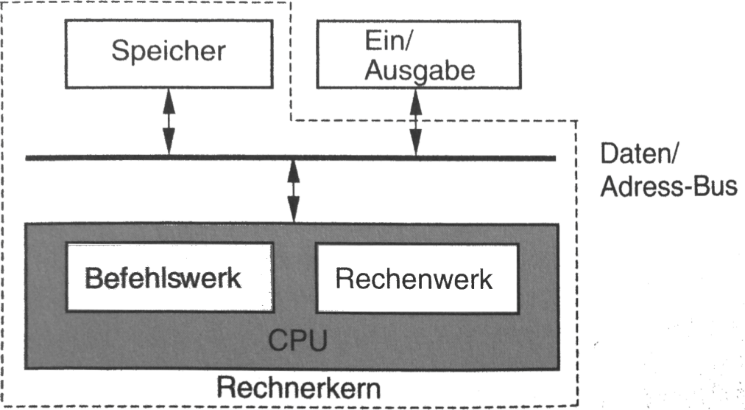 Speicher
Ein/
Ausgabe
Daten/
Adress-Bus
Befehlswerk
Rechenwerk
CPU
Rechnerkern